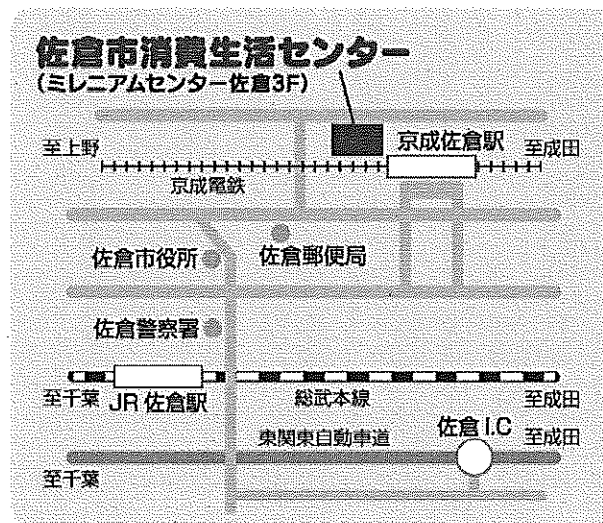 佐倉市消費生活センター
(ミレニアムセンター佐倉3F)
至上野
京成佐倉駅
至成田
京成電鉄
佐倉市役所
佐倉郵便局
佐倉警察署
至千葉
JR佐倉駅
総武本線
至成田
東関東自動車道
佐倉I.C
至成田
至千葉